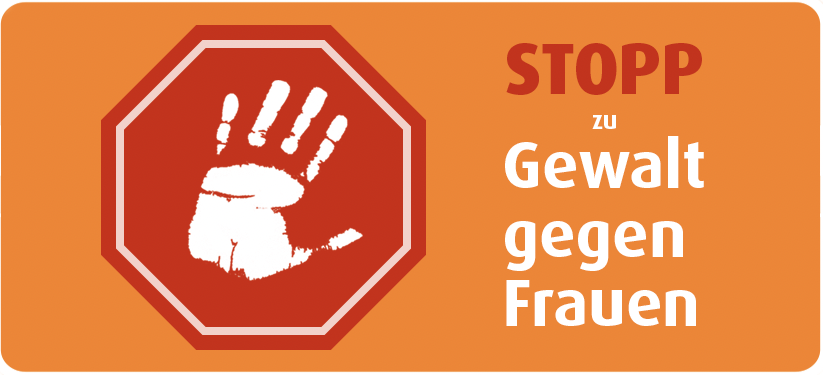 STOPP
zu
Gewalt
gegen
Frauen